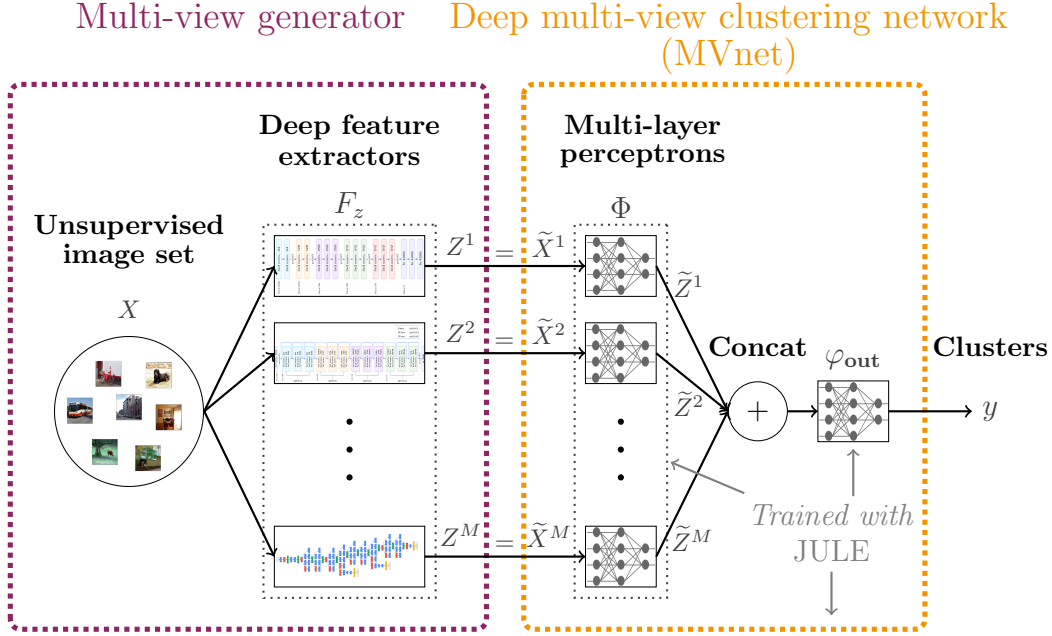 Multi-view generator
Deep multi-view clustering network
(MVnet)
Deep feature
extractors
Multi-layer
perceptrons
F_z
Φ
Unsupervised
image set
X
Z^1 = X̃^1
Z̃^1
Z^2 = X̃^2
Z̃^2
Concat
φ_out
Clusters
+
y
Z^M = X̃^M
Z̃^M
Trained with
JULE